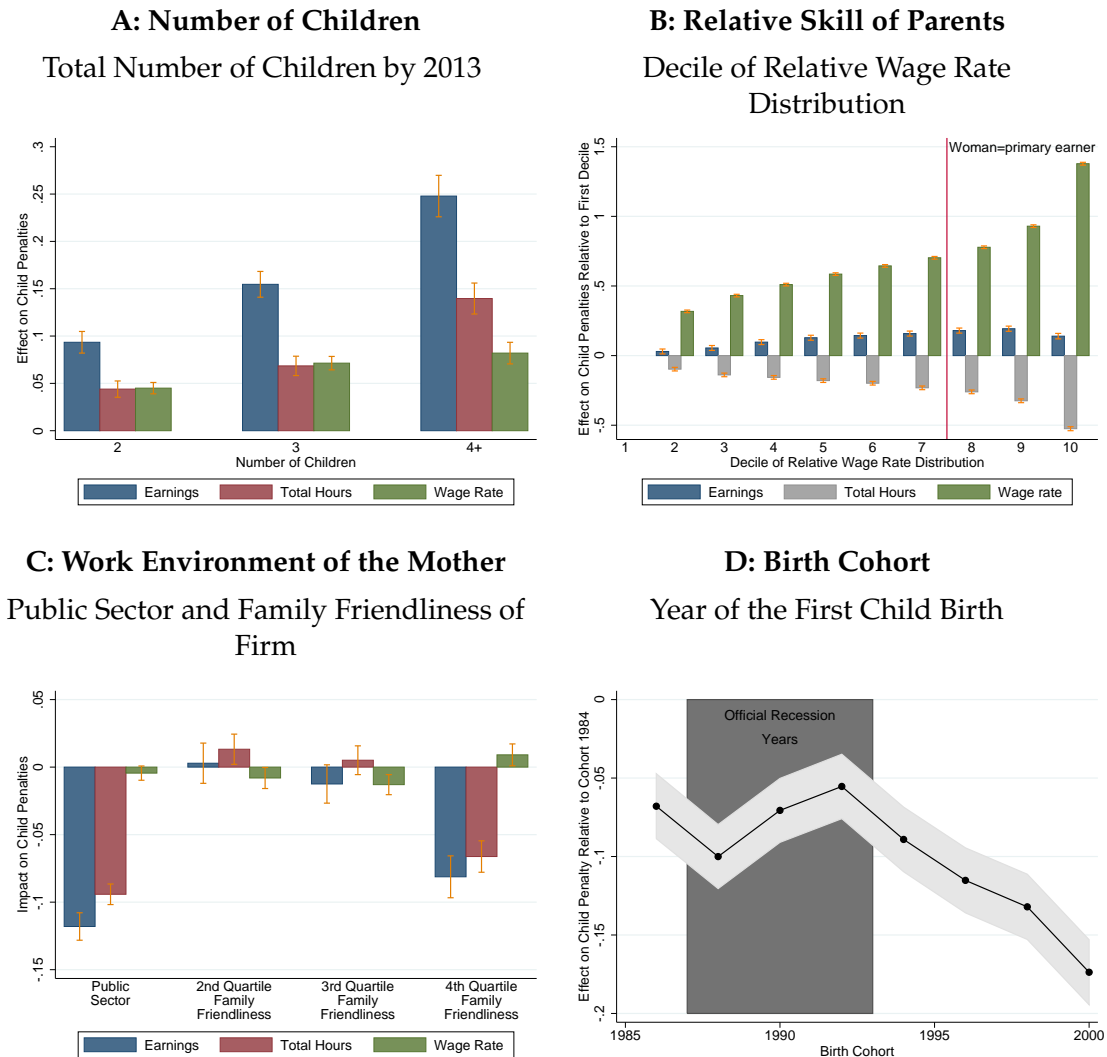 A: Number of Children
Total Number of Children by 2013
.3
.25
.2
.15
.1
.05
0
Effect on Child Penalties
2
3
4+
Number of Children
Earnings
Total Hours
Wage Rate
B: Relative Skill of Parents
Decile of Relative Wage Rate
Distribution
Woman=primary earner
1.5
1
.5
0
-.5
Effect on Child Penalties Relative to First Decile
1 2 3 4 5 6 7 8 9 10
Decile of Relative Wage Rate Distribution
Earnings
Total Hours
Wage rate
C: Work Environment of the Mother
Public Sector and Family Friendliness of
Firm
.05
0
-.05
-.1
-.15
Impact on Child Penalties
Public
Sector
2nd Quartile
Family
Friendliness
3rd Quartile
Family
Friendliness
4th Quartile
Family
Friendliness
Earnings
Total Hours
Wage Rate
D: Birth Cohort
Year of the First Child Birth
Official Recession
Years
0
-.05
-.1
-.15
-.2
Effect on Child Penalty Relative to Cohort 1984
1985
1990
1995
2000
Birth Cohort